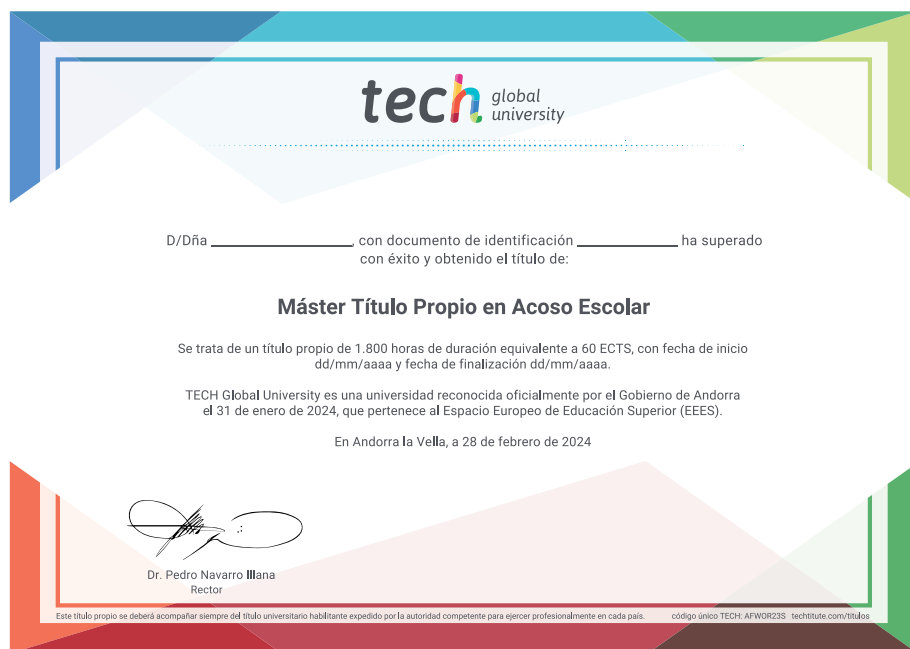 tech global university
D/Dña ______________, con documento de identificación __________ ha superado
con éxito y obtenido el título de:
Máster Título Propio en Acoso Escolar
Se trata de un título propio de 1.800 horas de duración equivalente a 60 ECTS, con fecha de inicio
dd/mm/aaaa y fecha de finalización dd/mm/aaaa.
TECH Global University es una universidad reconocida oficialmente por el Gobierno de Andorra
el 31 de enero de 2024, que pertenece al Espacio Europeo de Educación Superior (EEES).
En Andorra la Vella, a 28 de febrero de 2024
Dr. Pedro Navarro Illana
Rector
Este título propio se deberá acompañar siempre del título universitario habilitante expedido por la autoridad competente para ejercer profesionalmente en cada país. código único TECH: AFWOR23S techtitute.com/titulos